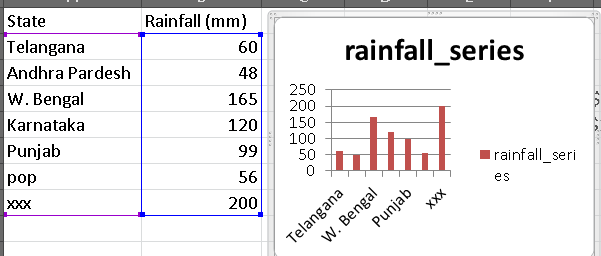 State Rainfall (mm)
Telangana 60
Andhra Pardesh 48
W. Bengal 165
Karnataka 120
Punjab 99
pop 56
xxx 200
rainfall_series
250
200
150
100
50
0
Telangana
W. Bengal
Punjab
xxx
rainfall_seri
es